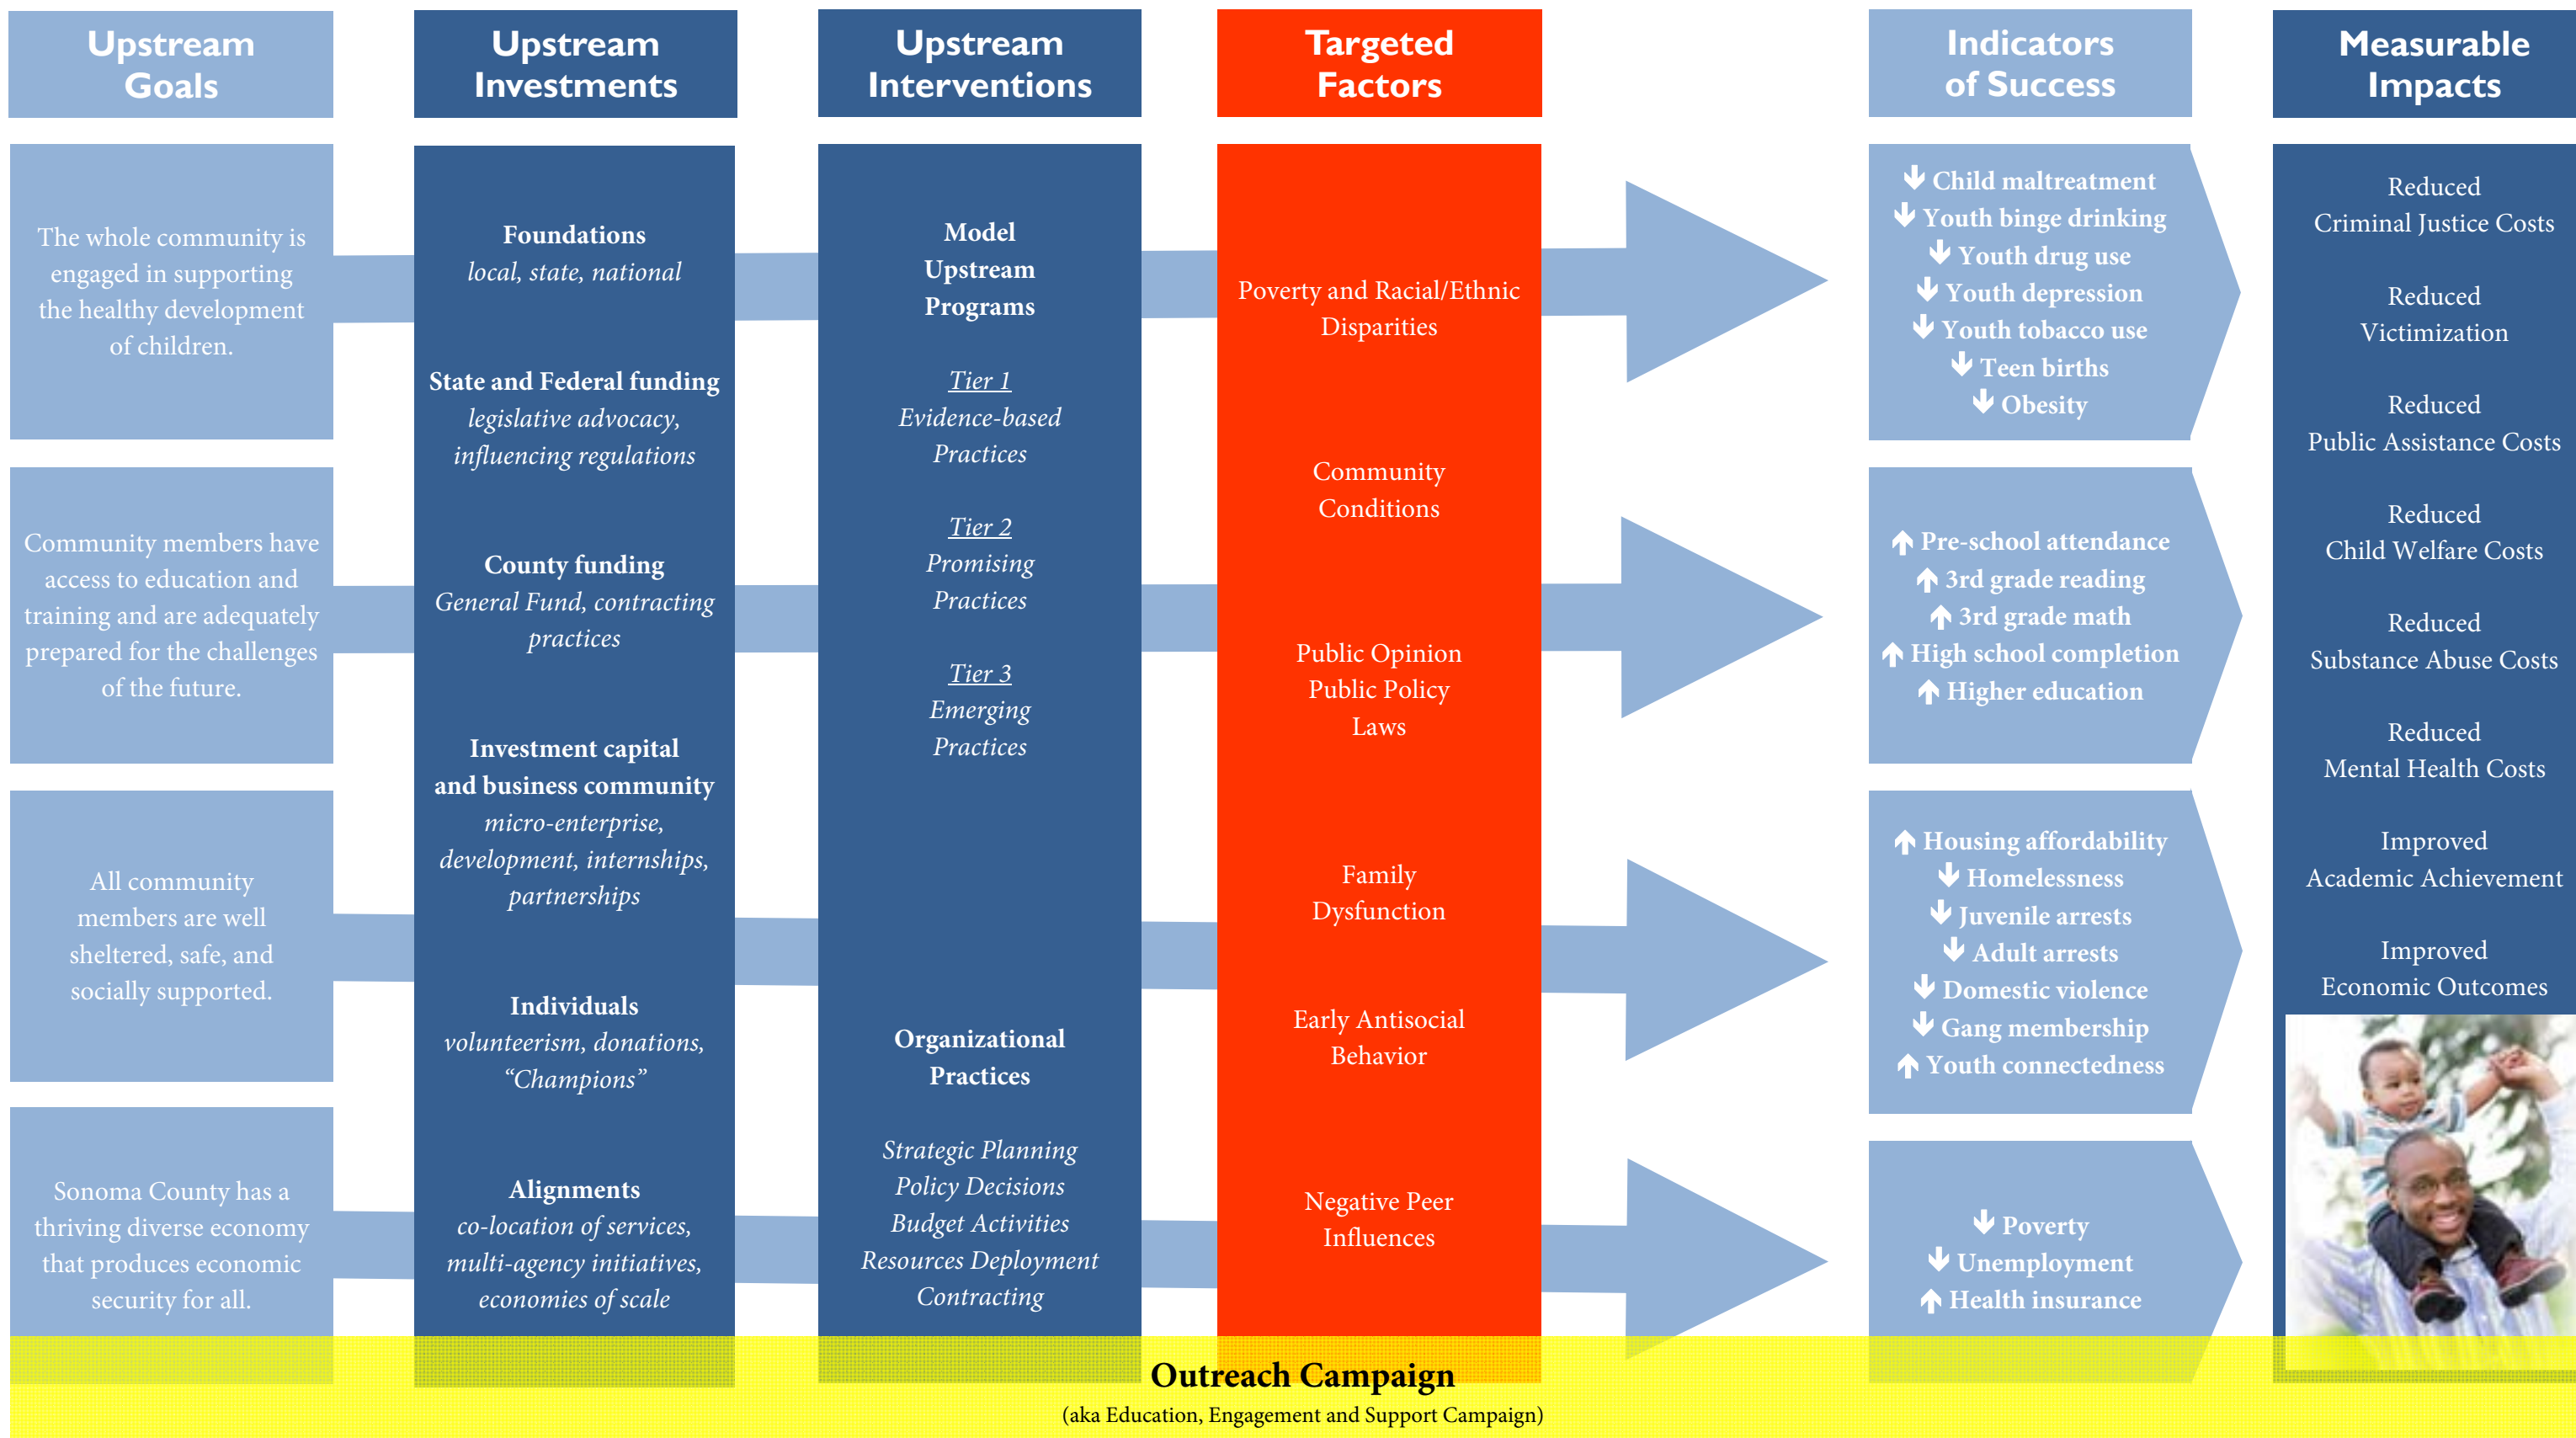 Upstream
Goals
Upstream
Investments
Upstream
Interventions
Targeted
Factors
Indicators
of Success
Measurable
Impacts
The whole community is
engaged in supporting
the healthy development
of children.
Community members have
access to education and
training and are adequately
prepared for the challenges
of the future.
All community
members are well
sheltered, safe, and
socially supported.
Sonoma County has a
thriving diverse economy
that produces economic
security for all.
Foundations
local, state, national
State and Federal funding
legislative advocacy,
influencing regulations
County funding
General Fund, contracting
practices
Investment capital
and business community
micro-enterprise,
development, internships,
partnerships
Individuals
volunteerism, donations,
“Champions”
Alignments
co-location of services,
multi-agency initiatives,
economies of scale
Model
Upstream
Programs
Tier 1
Evidence-based
Practices
Tier 2
Promising
Practices
Tier 3
Emerging
Practices
Organizational
Practices
Strategic Planning
Policy Decisions
Budget Activities
Resources Deployment
Contracting
Poverty and Racial/Ethnic
Disparities
Community
Conditions
Public Opinion
Public Policy
Laws
Family
Dysfunction
Early Antisocial
Behavior
Negative Peer
Influences
🡻 Child maltreatment
🡻 Youth binge drinking
🡻 Youth drug use
🡻 Youth depression
🡻 Youth tobacco use
🡻 Teen births
🡻 Obesity
🡹 Pre-school attendance
🡹 3rd grade reading
🡹 3rd grade math
🡹 High school completion
🡹 Higher education
🡹 Housing affordability
🡻 Homelessness
🡻 Juvenile arrests
🡻 Adult arrests
🡻 Domestic violence
🡻 Gang membership
🡹 Youth connectedness
🡻 Poverty
🡻 Unemployment
🡹 Health insurance
Reduced
Criminal Justice Costs
Reduced
Victimization
Reduced
Public Assistance Costs
Reduced
Child Welfare Costs
Reduced
Substance Abuse Costs
Reduced
Mental Health Costs
Improved
Academic Achievement
Improved
Economic Outcomes
Outreach Campaign
(aka Education, Engagement and Support Campaign)